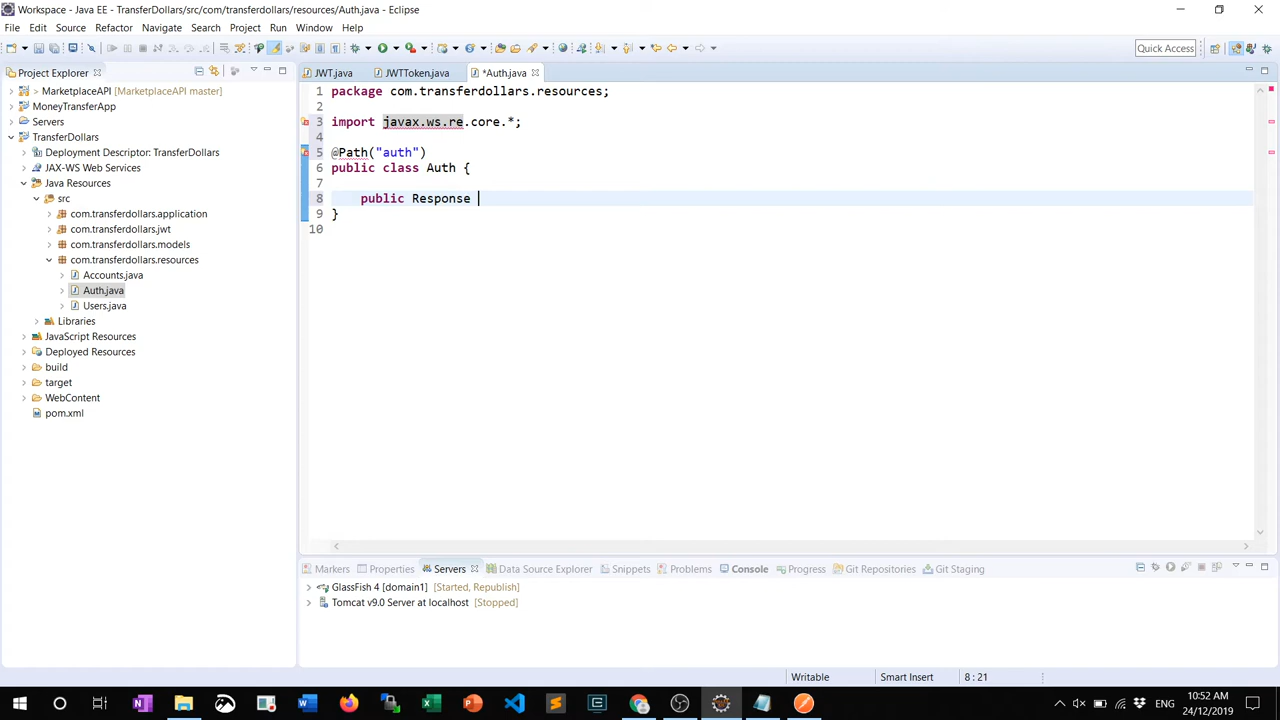 Workspace - Java EE - TransferDollars/src/com/transferdollars/resources/Auth.java - Eclipse
File Edit Source Refactor Navigate Search Project Run Window Help
Quick Access
Project Explorer
JWT.java JWTToken.java *Auth.java
> MarketplaceAPI [MarketplaceAPI master]
MoneyTransferApp
Servers
TransferDollars
Deployment Descriptor: TransferDollars
JAX-WS Web Services
Java Resources
src
com.transferdollars.application
com.transferdollars.jwt
com.transferdollars.models
com.transferdollars.resources
Accounts.java
Auth.java
Users.java
Libraries
JavaScript Resources
Deployed Resources
build
target
WebContent
pom.xml
1 package com.transferdollars.resources;
2
3 import javax.ws.re.core.*;
4
5 @Path("auth")
6 public class Auth {
7
8 public Response
9 }
10
Markers Properties Servers Data Source Explorer Snippets Problems Console Progress Git Repositories Git Staging
GlassFish 4 [domain1] [Started, Republish]
Tomcat v9.0 Server at localhost [Stopped]
Writable Smart Insert 8 : 21
ENG
10:52 AM
24/12/2019